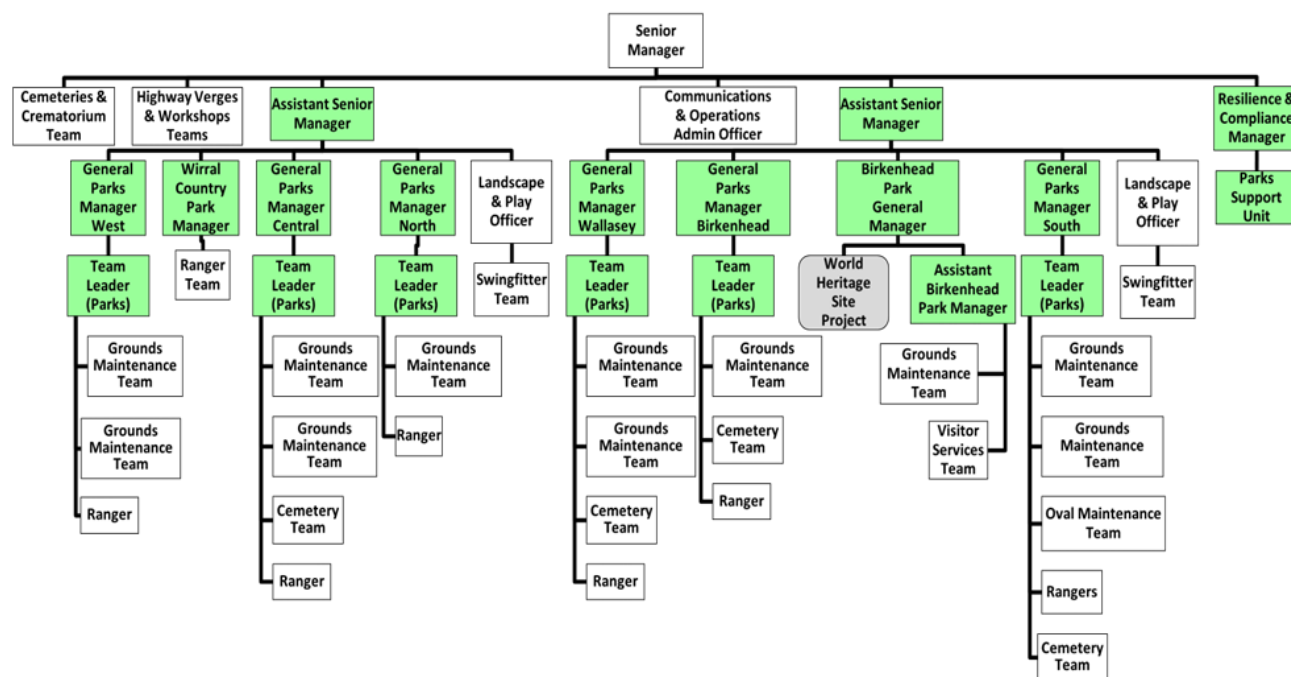 Senior
Manager
Cemeteries &
Crematorium
Team
Highway Verges
& Workshops
Teams
Assistant Senior
Manager
Communications
& Operations
Admin Officer
Assistant Senior
Manager
Resilience &
Compliance
Manager
General
Parks
Manager
West
Wirral
Country
Park
Manager
General
Parks
Manager
Central
General
Parks
Manager
North
Landscape
& Play
Officer
General
Parks
Manager
Wallasey
General
Parks
Manager
Birkenhead
Birkenhead
Park
General
Manager
General
Parks
Manager
South
Landscape
& Play
Officer
Parks
Support
Unit
Team
Leader
(Parks)
Ranger
Team
Team
Leader
(Parks)
Team
Leader
(Parks)
Swingfitter
Team
Team
Leader
(Parks)
Team
Leader
(Parks)
World
Heritage
Site
Project
Assistant
Birkenhead
Park Manager
Team
Leader
(Parks)
Swingfitter
Team
Grounds
Maintenance
Team
Grounds
Maintenance
Team
Grounds
Maintenance
Team
Grounds
Maintenance
Team
Grounds
Maintenance
Team
Grounds
Maintenance
Team
Grounds
Maintenance
Team
Grounds
Maintenance
Team
Grounds
Maintenance
Team
Ranger
Grounds
Maintenance
Team
Cemetery
Team
Visitor
Services
Team
Grounds
Maintenance
Team
Ranger
Cemetery
Team
Cemetery
Team
Ranger
Oval Maintenance
Team
Ranger
Ranger
Rangers
Cemetery
Team